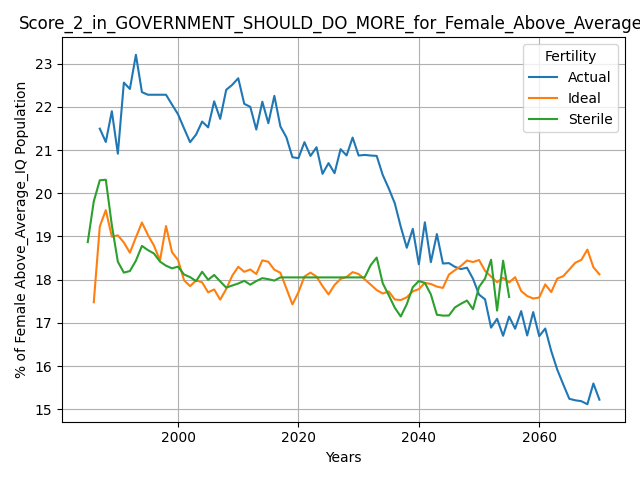 Score_2_in_GOVERNMENT_SHOULD_DO_MORE_for_Female_Above_Average
Fertility
Actual
Ideal
Sterile
% of Female Above_Average_IQ Population
23
22
21
20
19
18
17
16
15
2000
2020
2040
2060
Years